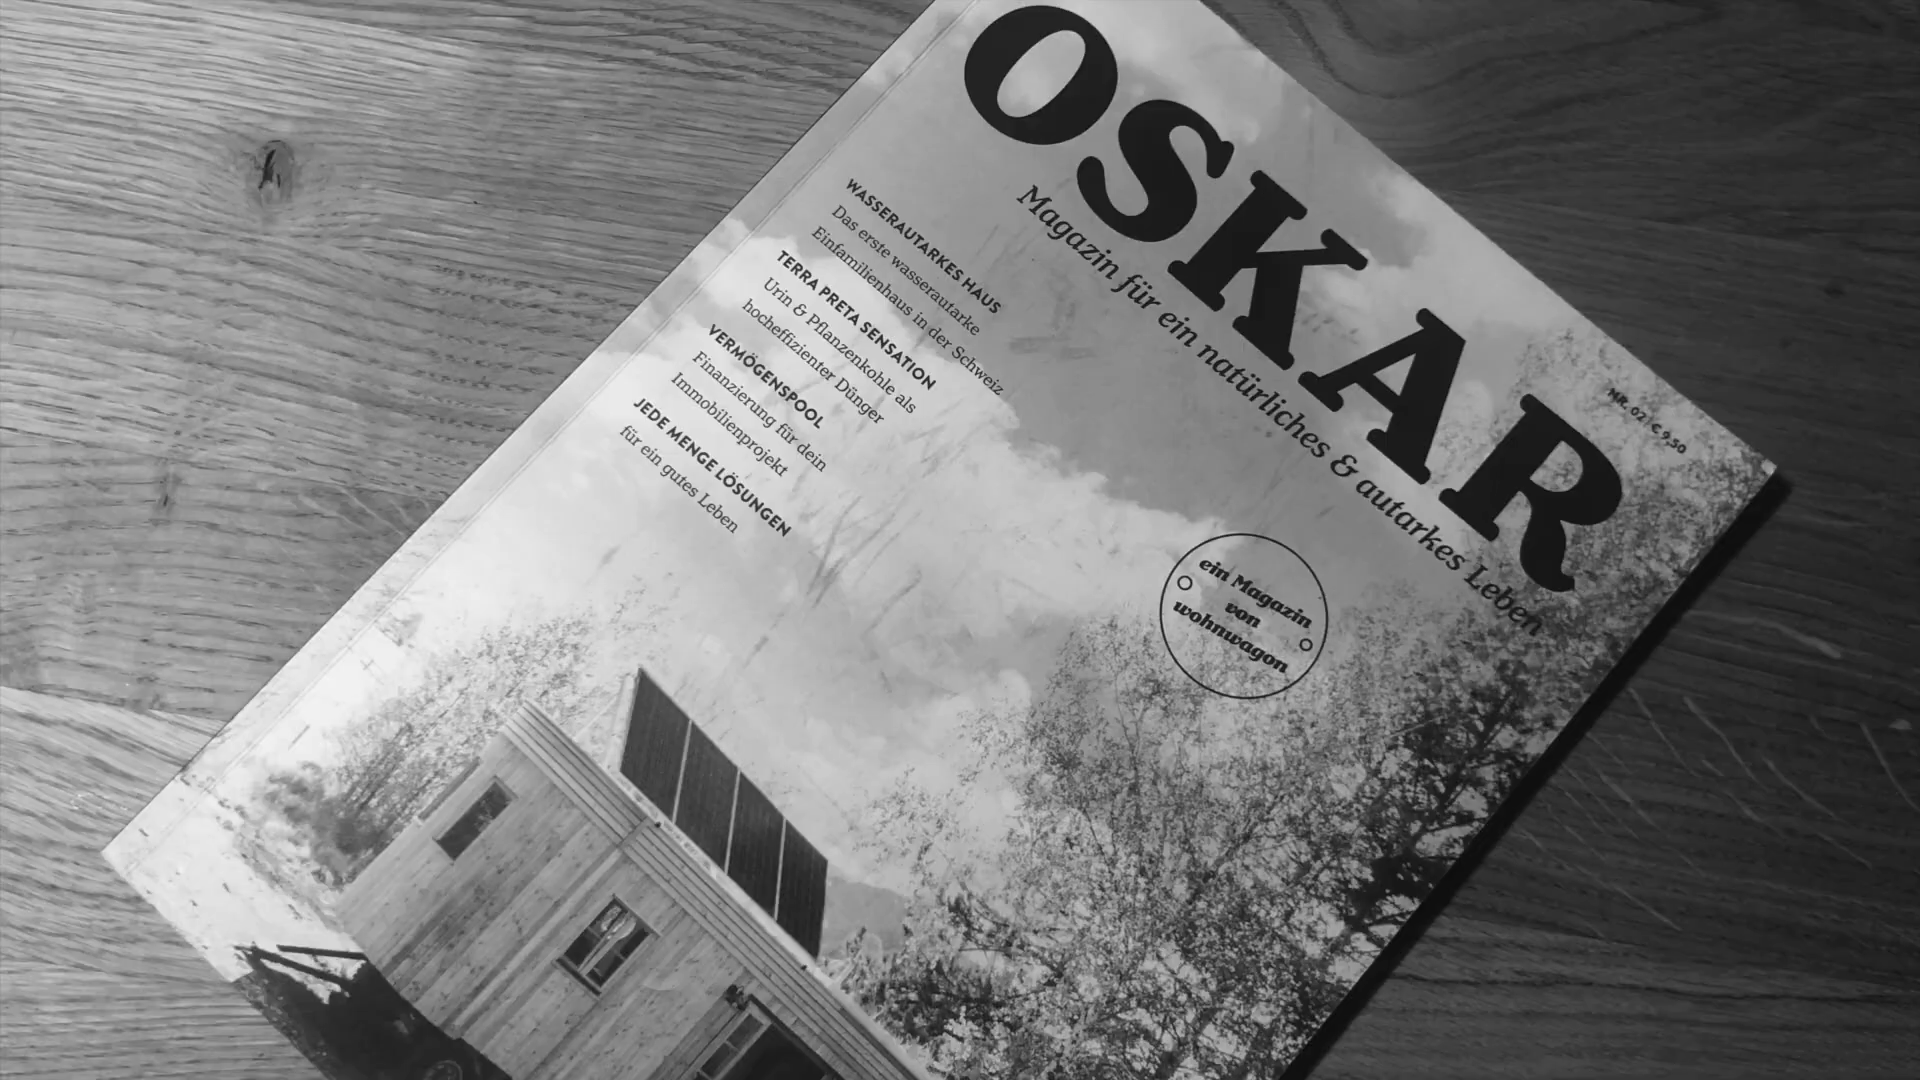 OSKAR
Magazin für ein natürliches & autarkes Leben
NR. 02 | € 9,50
WASSERAUTARKES HAUS
Das erste wasserautarke
Einfamilienhaus in der Schweiz
TERRA PRETA SENSATION
Urin & Pflanzenkohle als
hocheffizienter Dünger
VERMÖGENSPOOL
Finanzierung für dein
Immobilienprojekt
JEDE MENGE LÖSUNGEN
für ein gutes Leben
ein Magazin
von
wohnwagon